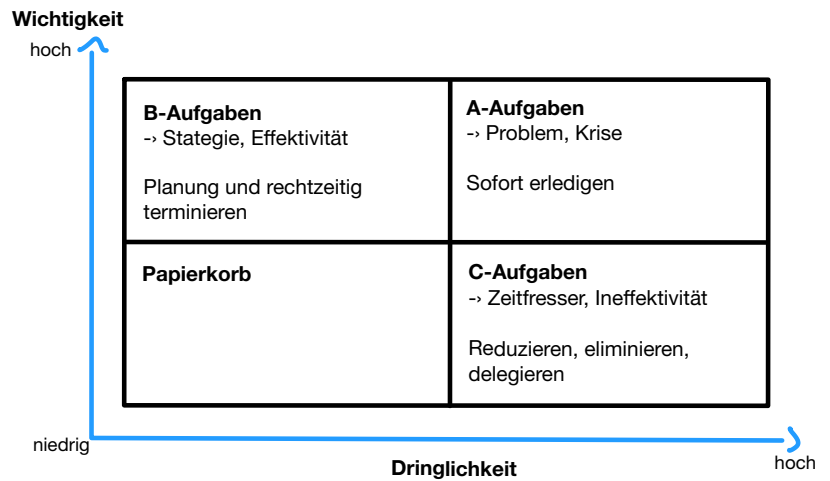 Wichtigkeit
hoch
B-Aufgaben
-> Stategie, Effektivität
Planung und rechtzeitig
terminieren
A-Aufgaben
-> Problem, Krise
Sofort erledigen
Papierkorb
C-Aufgaben
-> Zeitfresser, Ineffektivität
Reduzieren, eliminieren,
delegieren
niedrig
Dringlichkeit
hoch